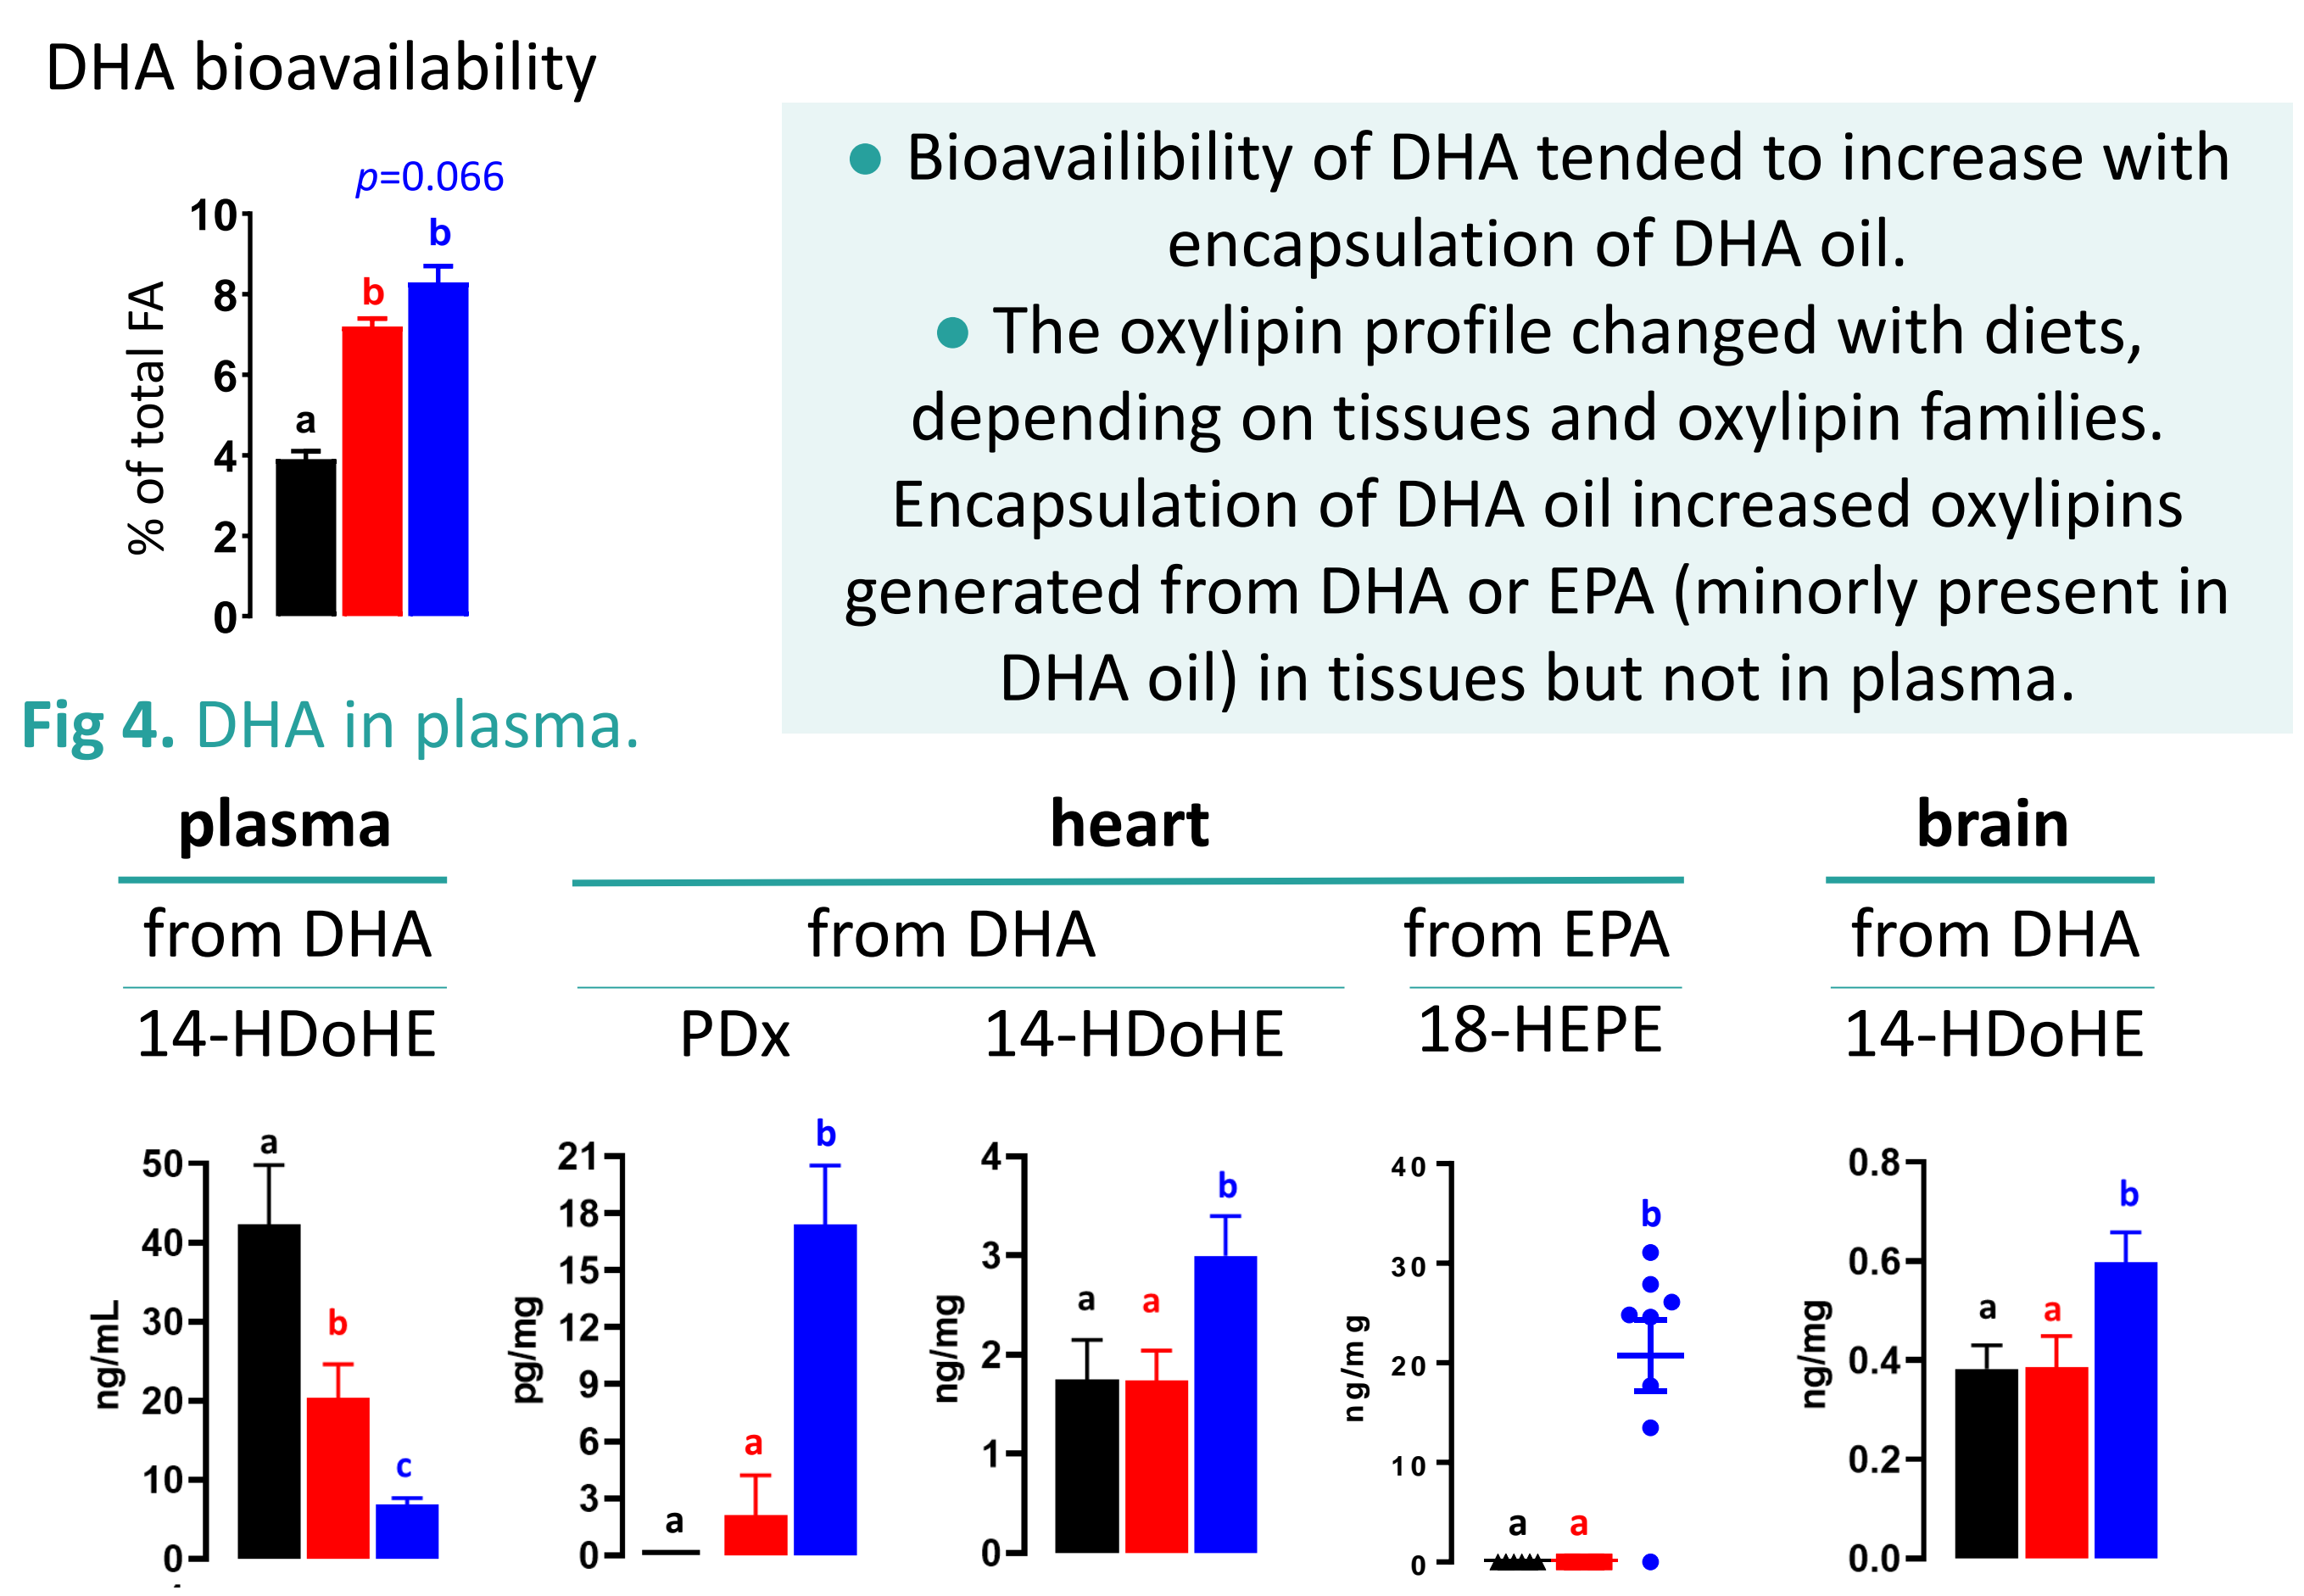 DHA bioavailability
p=0.066
10
8
6
4
2
0
% of total FA
a
b
b
Fig 4. DHA in plasma.
● Bioavailibility of DHA tended to increase with
encapsulation of DHA oil.
● The oxylipin profile changed with diets,
depending on tissues and oxylipin families.
Encapsulation of DHA oil increased oxylipins
generated from DHA or EPA (minorly present in
DHA oil) in tissues but not in plasma.
plasma
heart
brain
from DHA
from DHA
from EPA
from DHA
14-HDoHE
PDx
14-HDoHE
18-HEPE
14-HDoHE
50
40
30
20
10
0
ng/mL
a
b
c
21
18
15
12
9
6
3
0
pg/mg
a
a
b
4
3
2
1
0
ng/mg
a
a
b
40
30
20
10
0
ng/mg
a
a
b
0.8
0.6
0.4
0.2
0.0
ng/mg
a
a
b